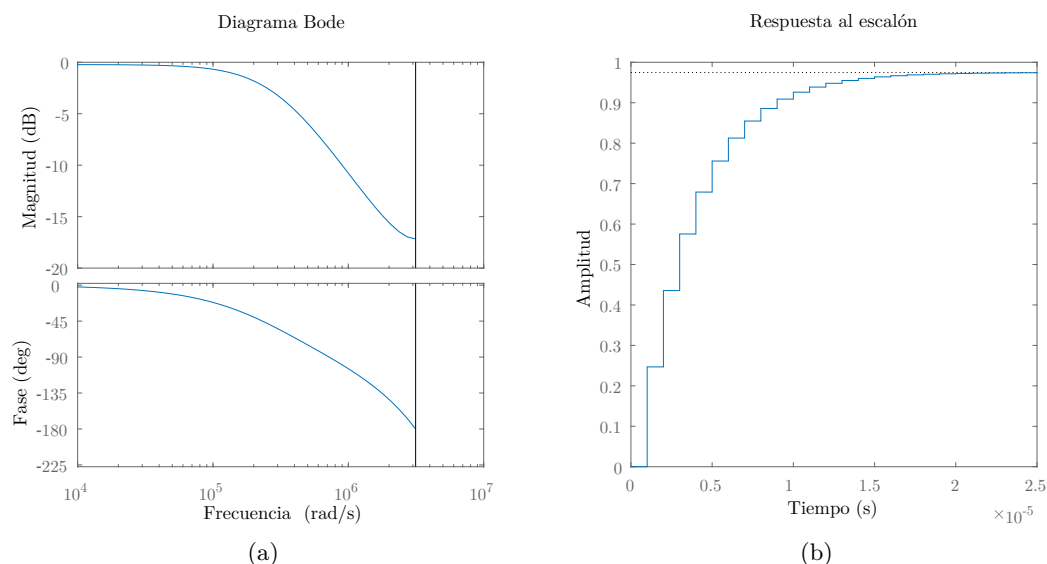 Diagrama Bode
Magnitud (dB)
0
-5
-10
-15
-20
Fase (deg)
0
-45
-90
-135
-180
-225
10^4 10^5 10^6 10^7
Frecuencia (rad/s)
(a)
Respuesta al escalón
Amplitud
1
0.9
0.8
0.7
0.6
0.5
0.4
0.3
0.2
0.1
0
0 0.5 1 1.5 2 2.5
Tiempo (s)
×10^-5
(b)